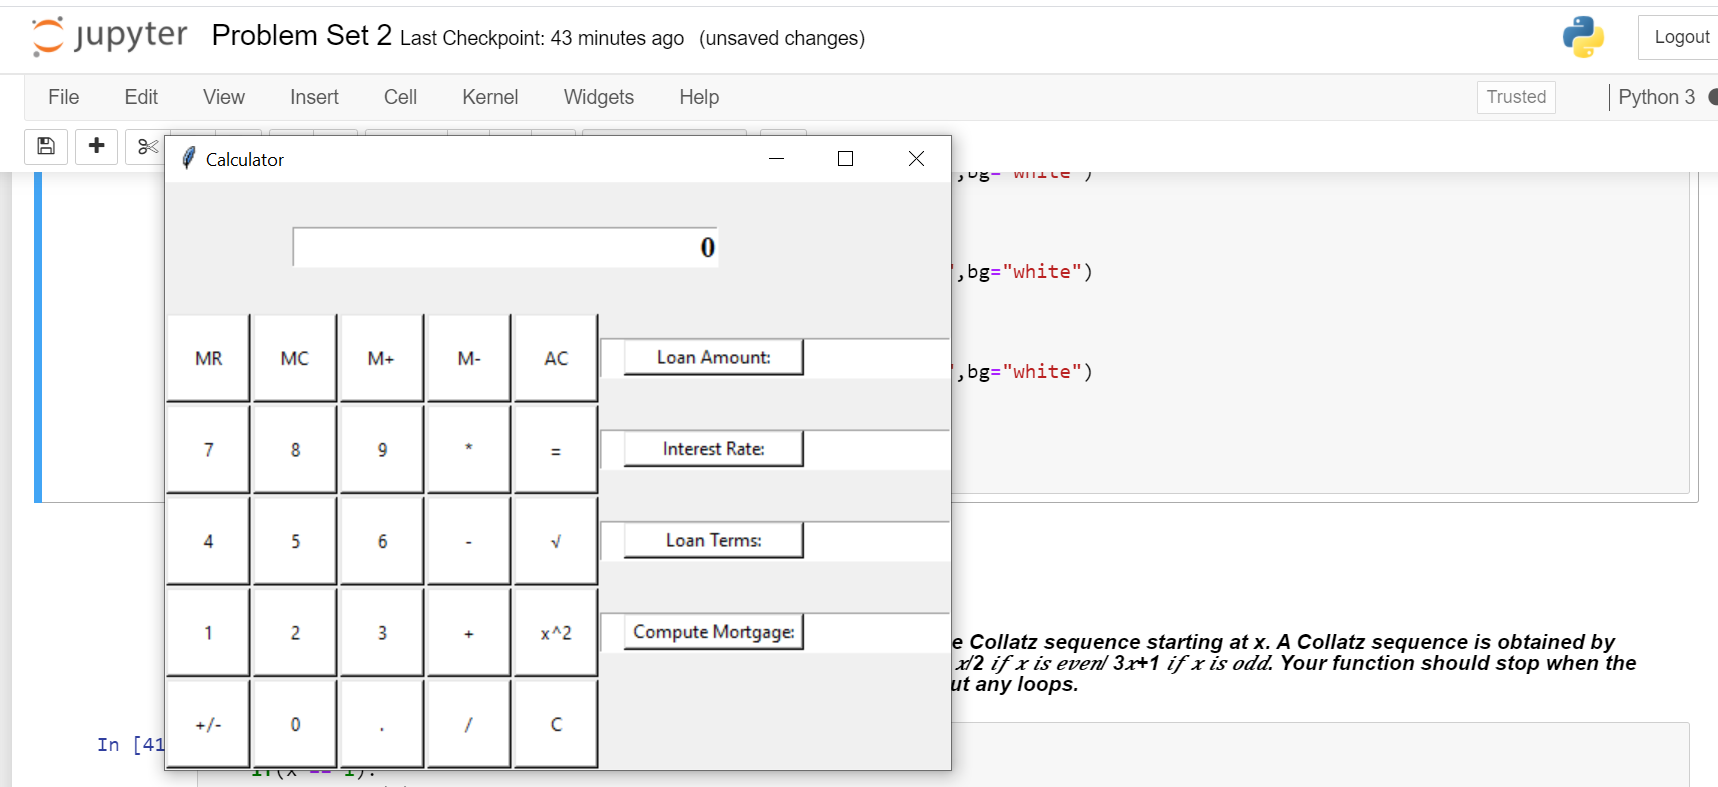 jupyter Problem Set 2 Last Checkpoint: 43 minutes ago (unsaved changes)
Logout
File Edit View Insert Cell Kernel Widgets Help
Trusted
Python 3
Calculator
,bg="white")
0
,bg="white")
MR MC M+ M- AC
Loan Amount:
,bg="white")
7 8 9 * =
Interest Rate:
4 5 6 - √
Loan Terms:
1 2 3 + x^2
Compute Mortgage:
e Collatz sequence starting at x. A Collatz sequence is obtained by
x/2 if x is even/ 3x+1 if x is odd. Your function should stop when the
ut any loops.
+/- 0 . / C
In [41
if(x == 1):